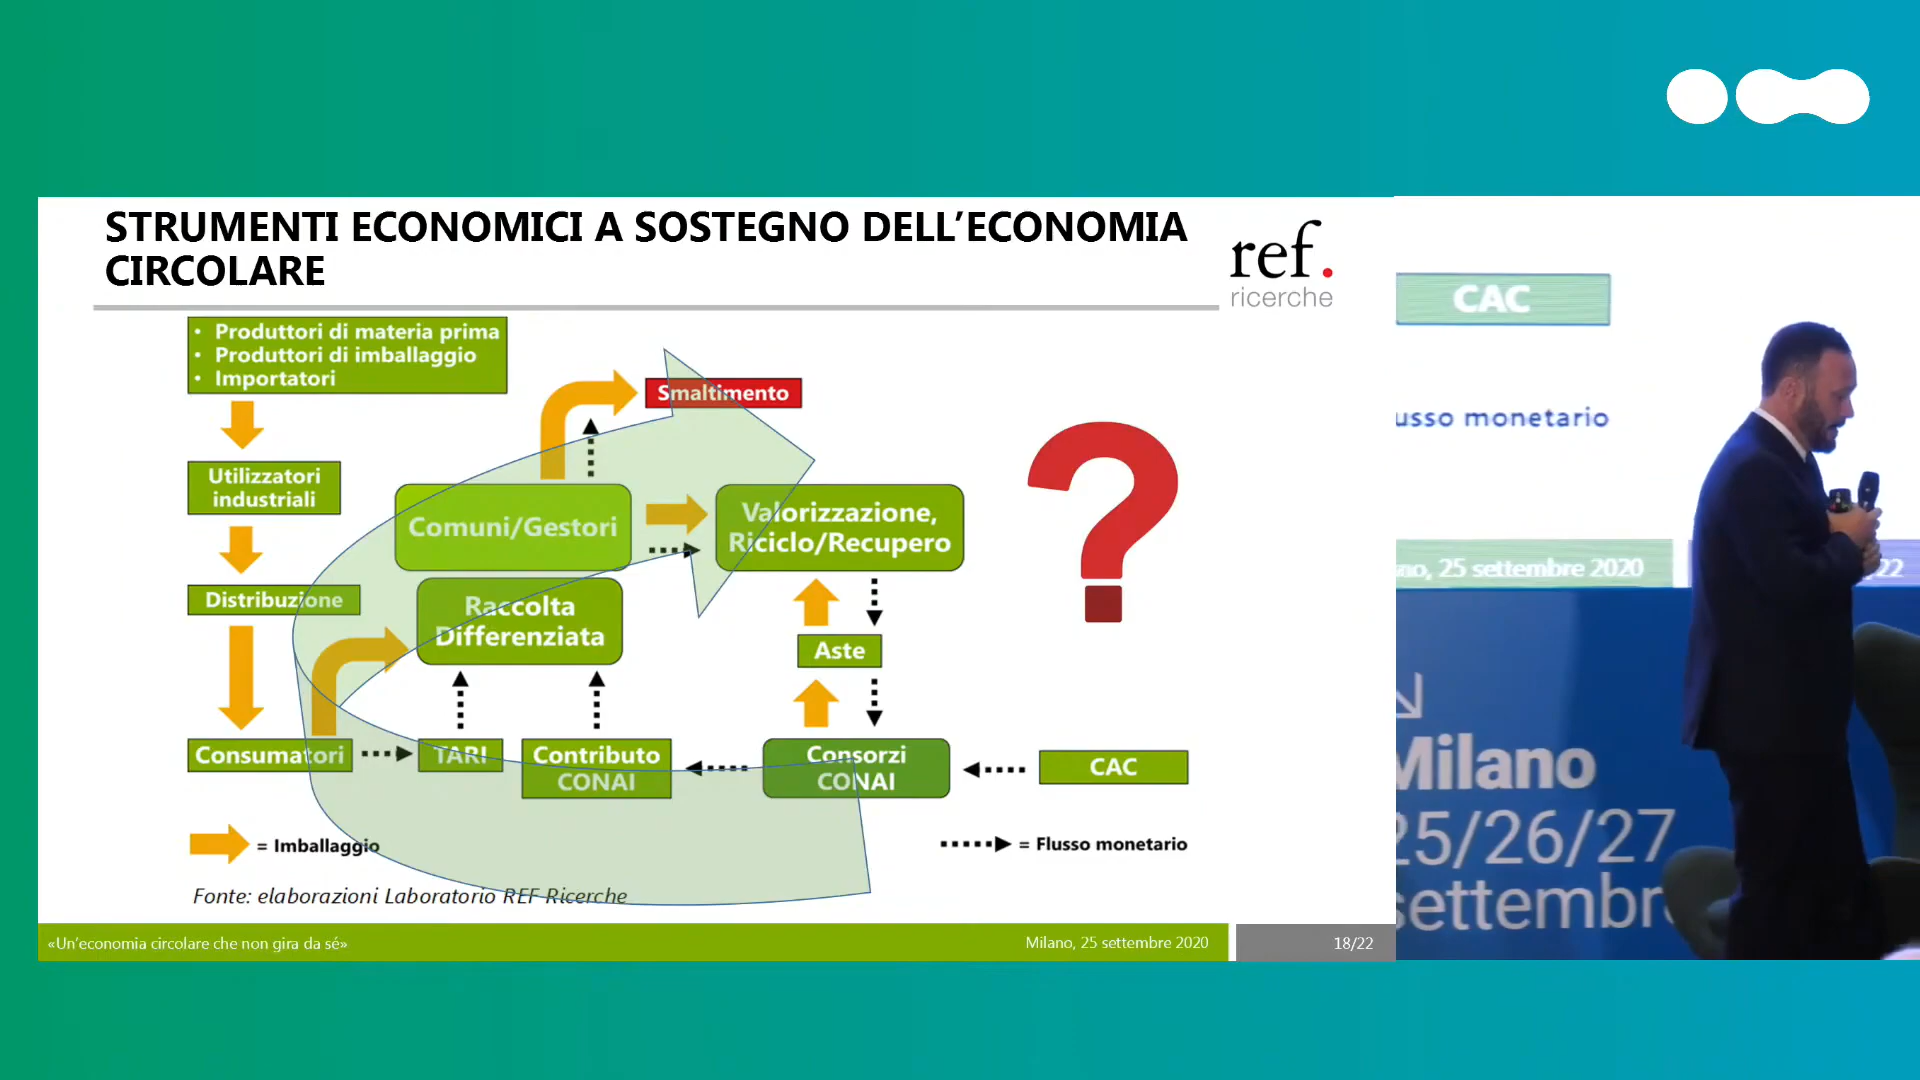 STRUMENTI ECONOMICI A SOSTEGNO DELL’ECONOMIA
CIRCOLARE
ref.
ricerche
• Produttori di materia prima
• Produttori di imballaggio
• Importatori
Smaltimento
Utilizzatori
industriali
Comuni/Gestori
Valorizzazione,
Riciclo/Recupero
?
Distribuzione
Raccolta
Differenziata
Aste
Consumatori
TARI
Contributo
CONAI
Consorzi
CONAI
CAC
= Imballaggio
= Flusso monetario
Fonte: elaborazioni Laboratorio REF Ricerche
«Un’economia circolare che non gira da sé»
Milano, 25 settembre 2020
18/22
CAC
usso monetario
no, 25 settembre 2020
22
Milano
25/26/27
settembr